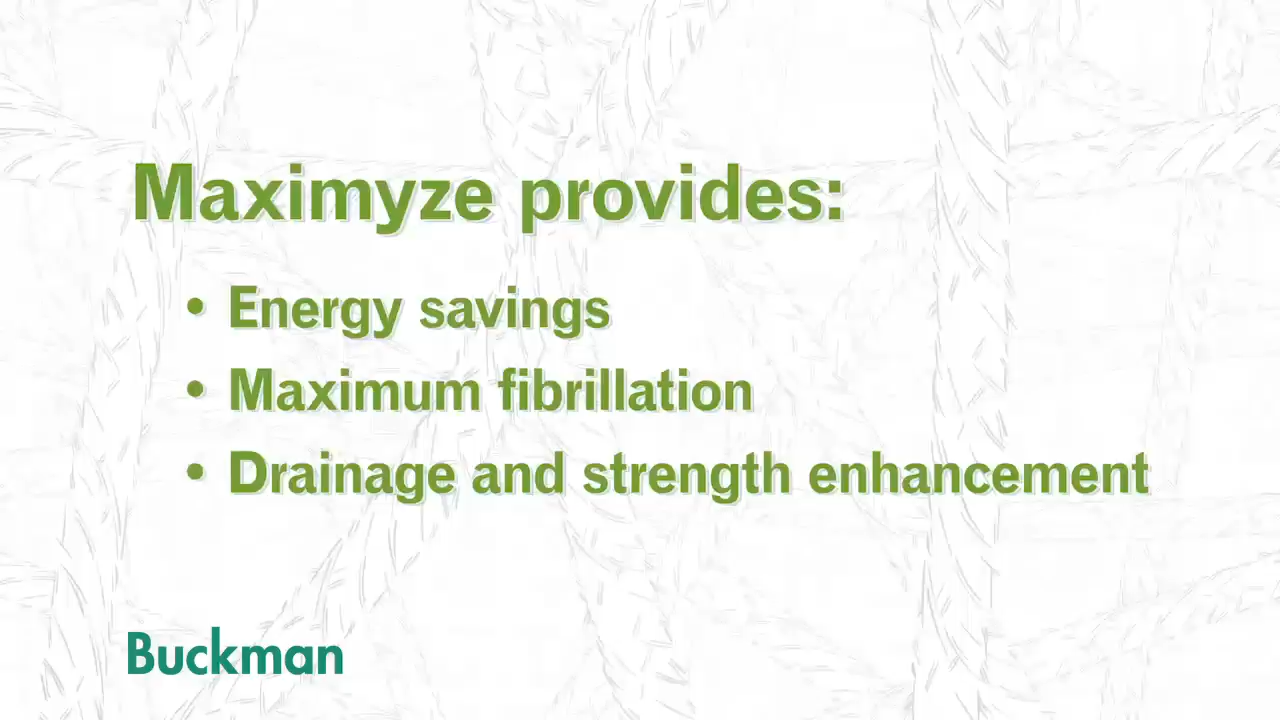 Maximyze provides:
• Energy savings
• Maximum fibrillation
• Drainage and strength enhancement
Buckman